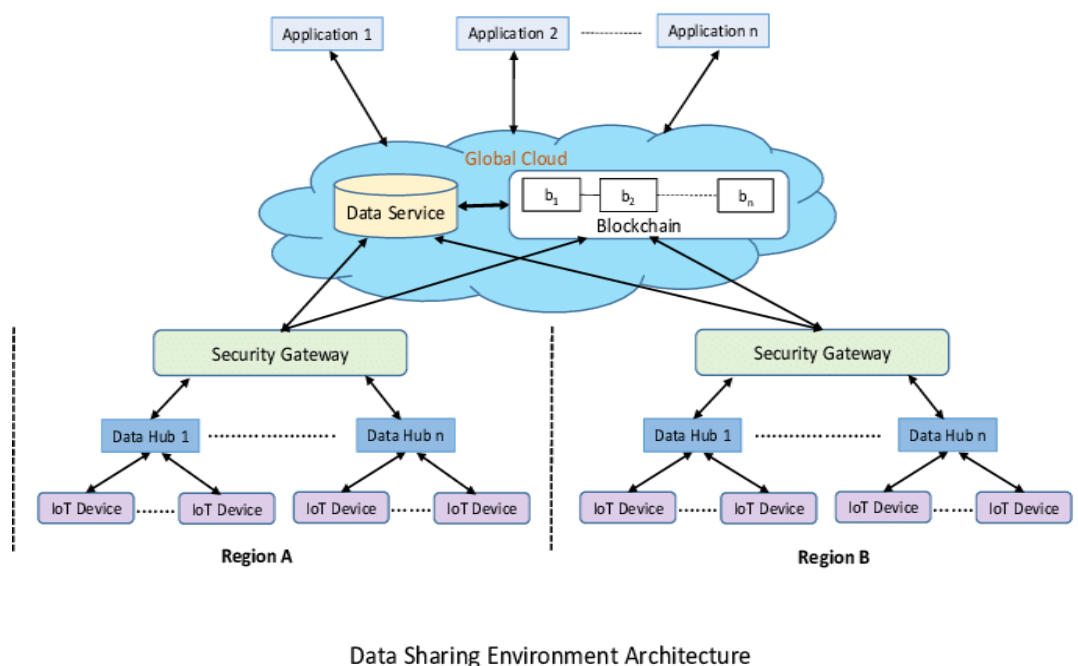 Application 1
Application 2
Application n
Global Cloud
Data Service
b1
b2
bn
Blockchain
Security Gateway
Security Gateway
Data Hub 1
Data Hub n
Data Hub 1
Data Hub n
IoT Device
IoT Device
IoT Device
IoT Device
IoT Device
IoT Device
IoT Device
IoT Device
Region A
Region B
Data Sharing Environment Architecture